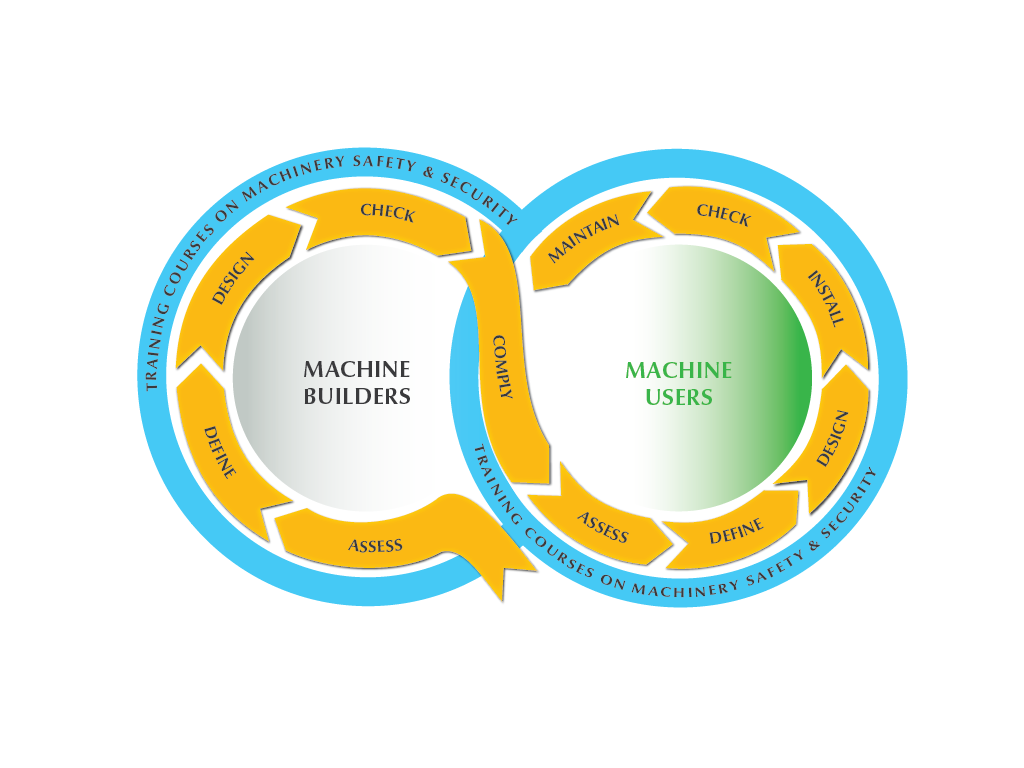 TRAINING COURSES ON MACHINERY SAFETY & SECURITY
ASSESS
DEFINE
DESIGN
CHECK
COMPLY
MACHINE
BUILDERS
ASSESS
DEFINE
DESIGN
INSTALL
CHECK
MAINTAIN
MACHINE
USERS
TRAINING COURSES ON MACHINERY SAFETY & SECURITY